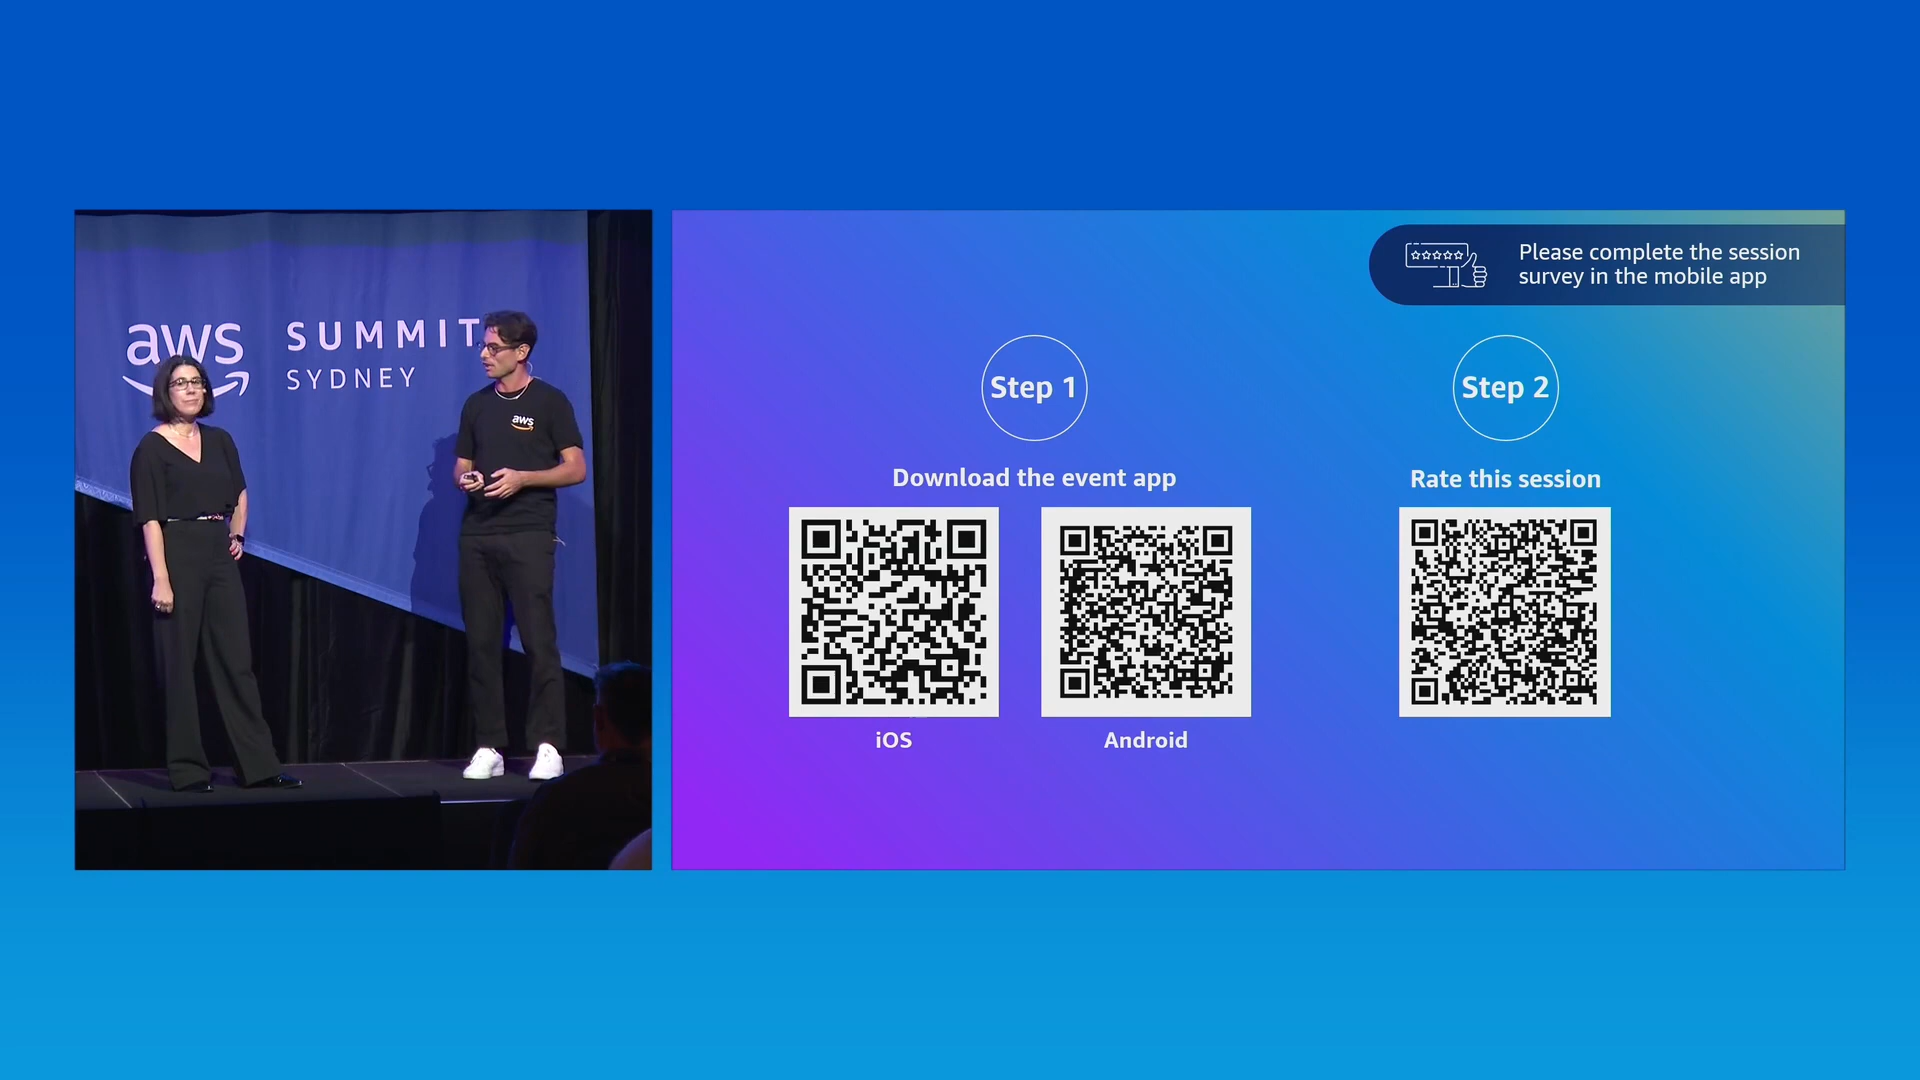 aws
SUMMIT
SYDNEY
aws
Please complete the session
survey in the mobile app
Step 1
Step 2
Download the event app
Rate this session
iOS
Android